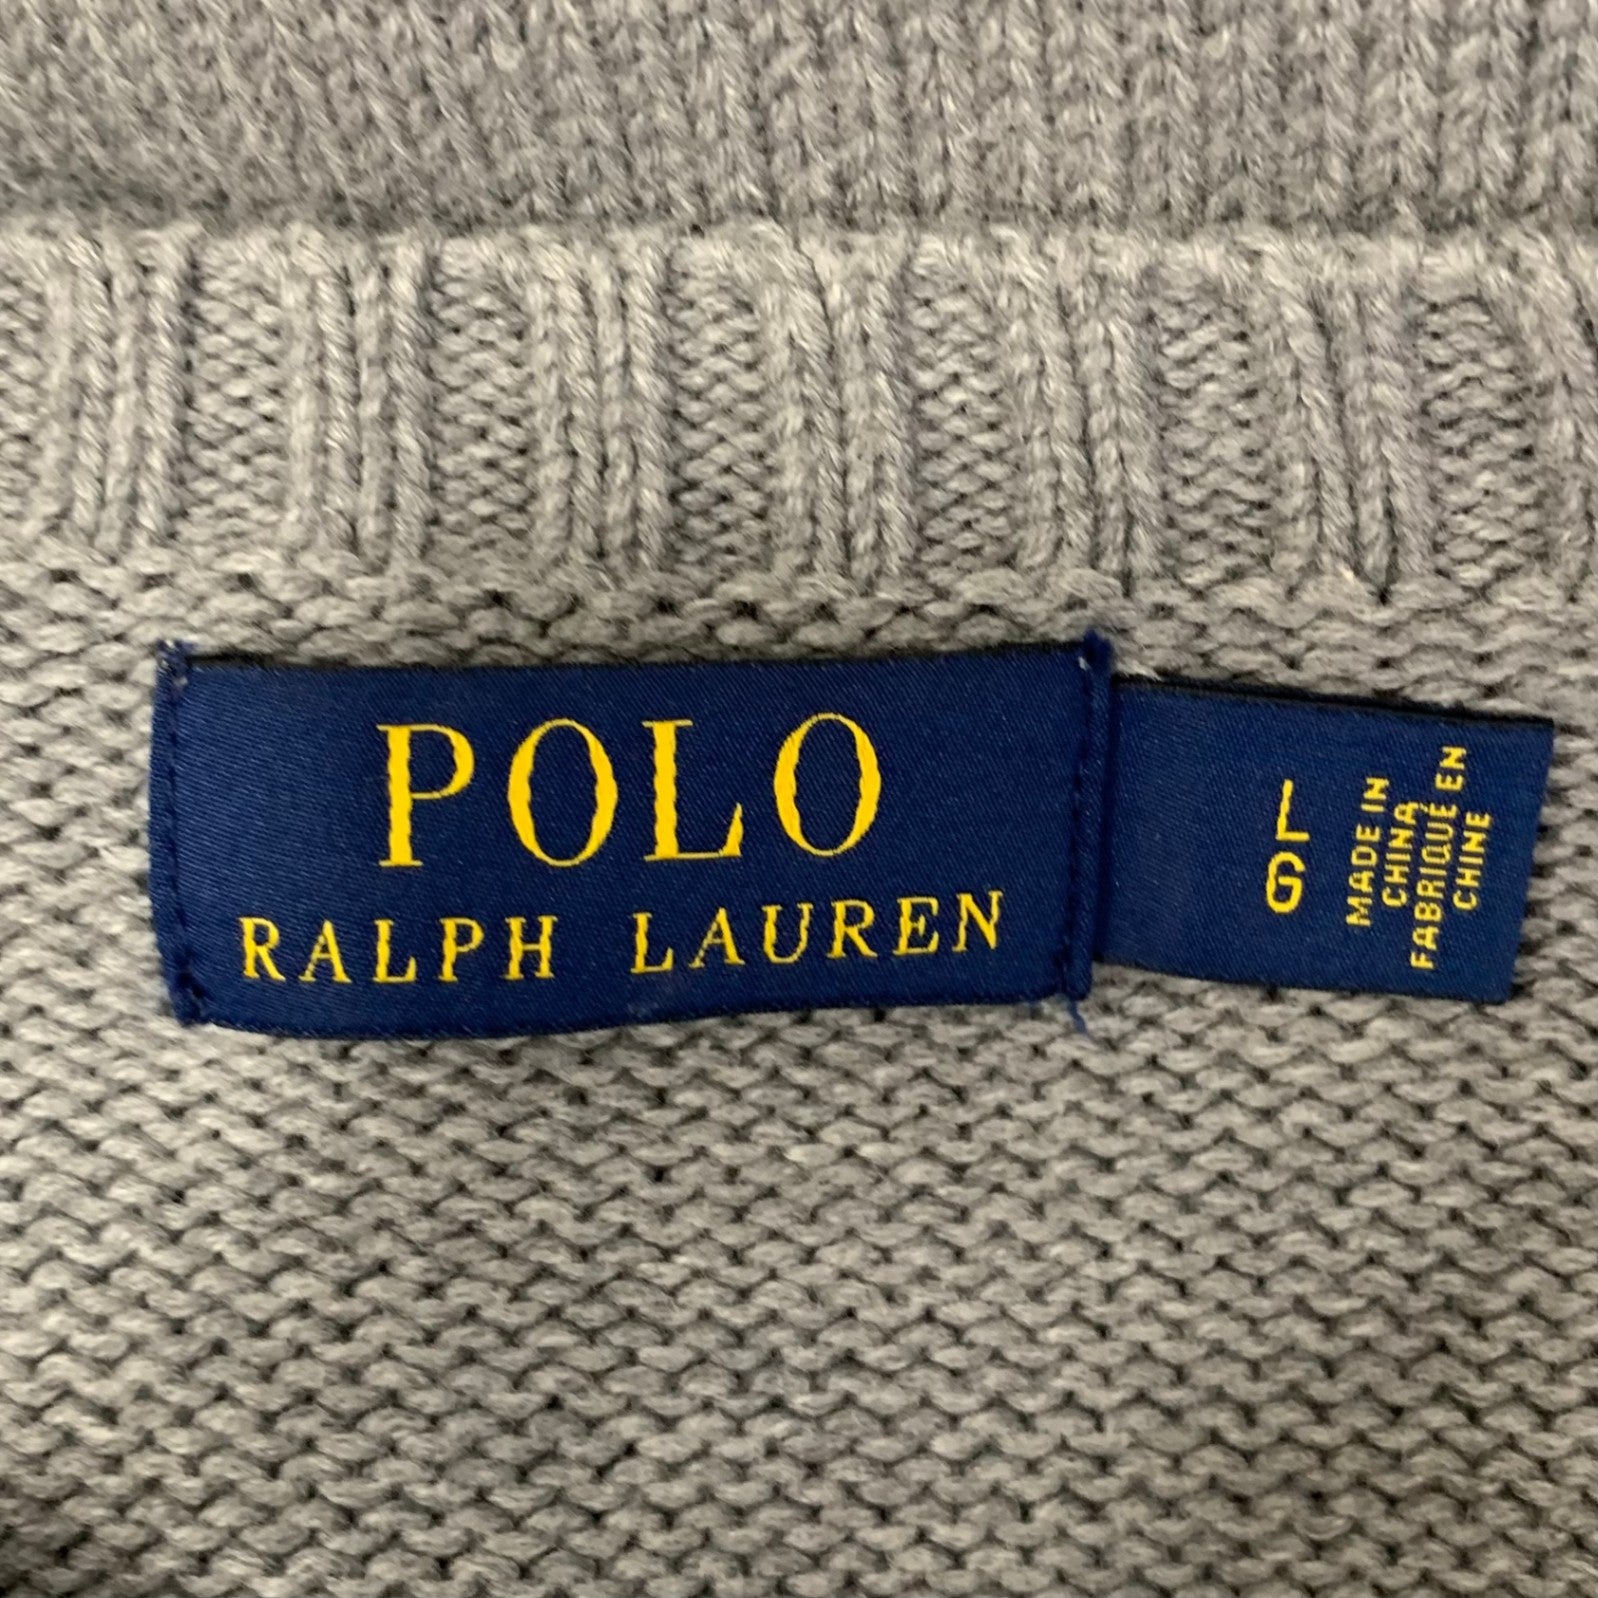 POLO
RALPH LAUREN
L
G
MADE IN
CHINA
FABRIQUÉ EN
CHINE